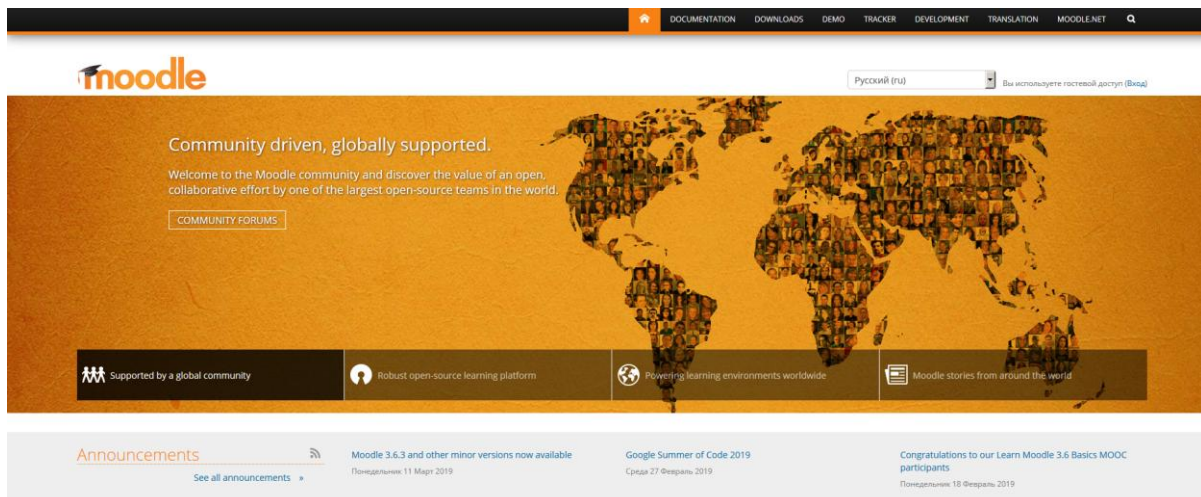 DOCUMENTATION DOWNLOADS DEMO TRACKER DEVELOPMENT TRANSLATION MOODLE.NET
moodle
Русский (ru)
Вы используете гостевой доступ (Вход)
Community driven, globally supported.
Welcome to the Moodle community and discover the value of an open,
collaborative effort by one of the largest open-source teams in the world.
COMMUNITY FORUMS
Supported by a global community
Robust open-source learning platform
Powering learning environments worldwide
Moodle stories from around the world
Announcements
See all announcements »
Moodle 3.6.3 and other minor versions now available
Понедельник 11 Март 2019
Google Summer of Code 2019
Среда 27 Февраль 2019
Congratulations to our Learn Moodle 3.6 Basics MOOC
participants
Понедельник 18 Февраль 2019